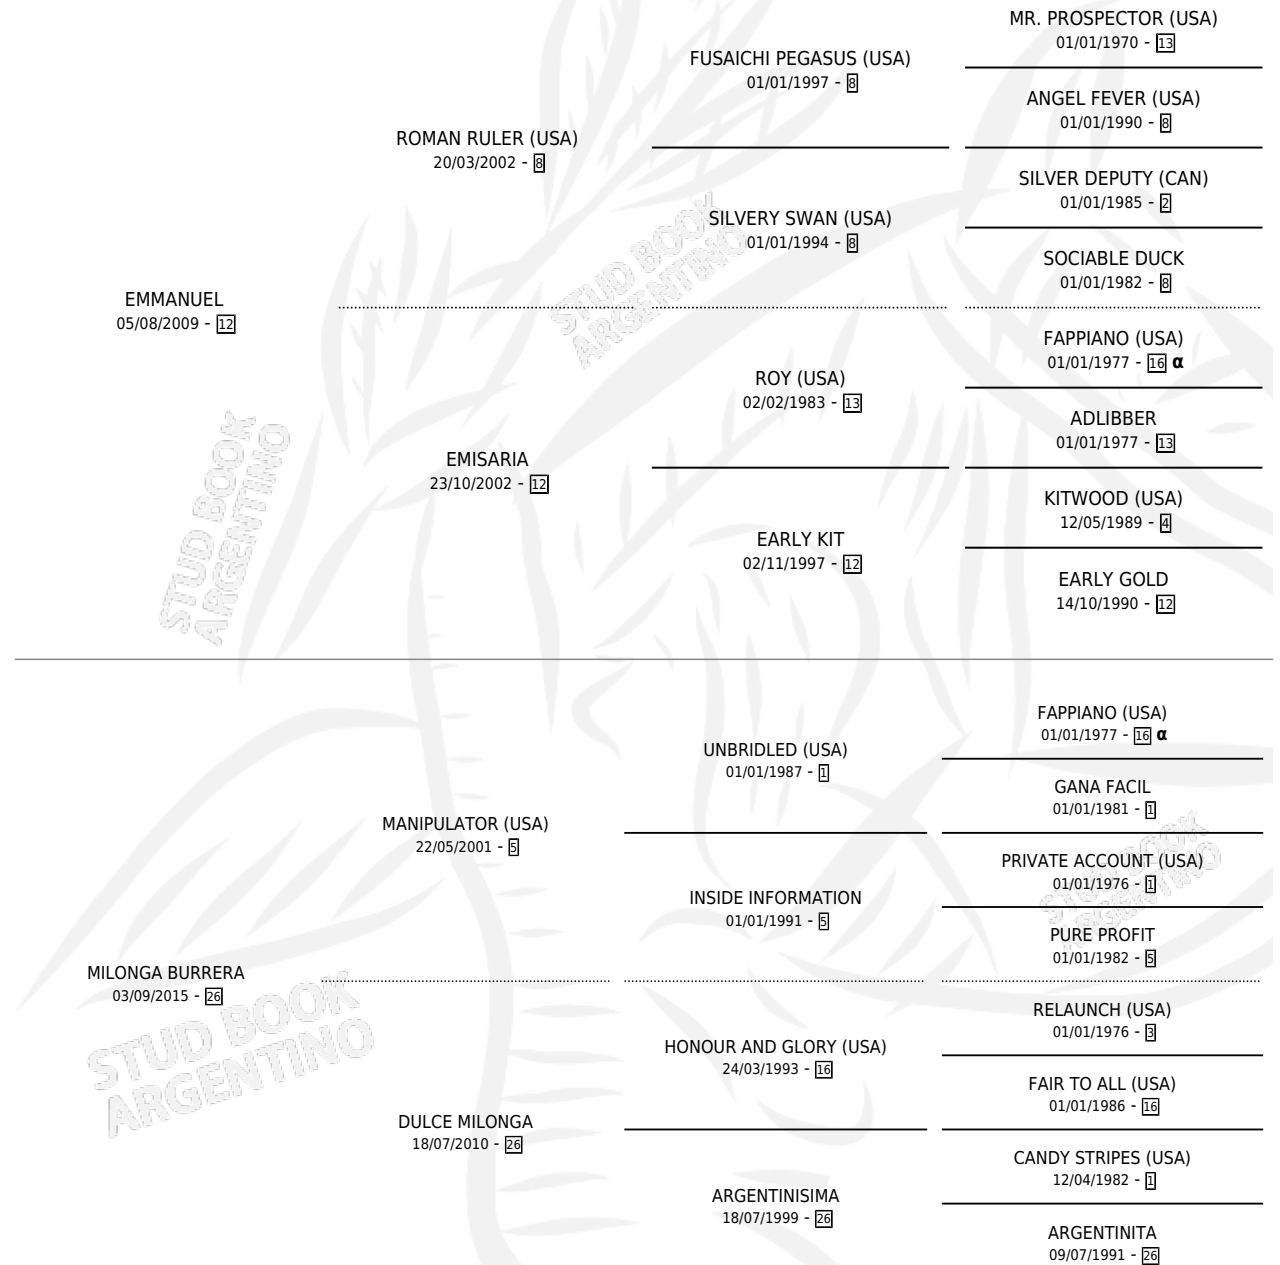 MR. PROSPECTOR (USA)
01/01/1970 - 13
FUSAICHI PEGASUS (USA)
01/01/1997 - 8
ANGEL FEVER (USA)
01/01/1990 - 8
ROMAN RULER (USA)
20/03/2002 - 8
SILVER DEPUTY (CAN)
01/01/1985 - 2
SILVERY SWAN (USA)
01/01/1994 - 8
SOCIABLE DUCK
01/01/1982 - 8
STUD BOOK
ARGENTINO
EMMANUEL
05/08/2009 - 12
FAPPIANO (USA)
01/01/1977 - 16 α
ROY (USA)
02/02/1983 - 13
ADLIBBER
01/01/1977 - 13
EMISARIA
23/10/2002 - 12
KITWOOD (USA)
12/05/1989 - 4
EARLY KIT
02/11/1997 - 12
EARLY GOLD
14/10/1990 - 12
STUD BOOK
ARGENTINO
FAPPIANO (USA)
01/01/1977 - 16 α
UNBRIDLED (USA)
01/01/1987 - 1
GANA FACIL
01/01/1981 - 1
MANIPULATOR (USA)
22/05/2001 - 5
PRIVATE ACCOUNT (USA)
01/01/1976 - 1
INSIDE INFORMATION
01/01/1991 - 5
PURE PROFIT
01/01/1982 - 5
STUD BOOK
ARGENTINO
MILONGA BURRERA
03/09/2015 - 26
RELAUNCH (USA)
01/01/1976 - 3
HONOUR AND GLORY (USA)
24/03/1993 - 16
FAIR TO ALL (USA)
01/01/1986 - 16
STUD BOOK
ARGENTINO
DULCE MILONGA
18/07/2010 - 26
CANDY STRIPES (USA)
12/04/1982 - 1
ARGENTINISIMA
18/07/1999 - 26
ARGENTINITA
09/07/1991 - 26